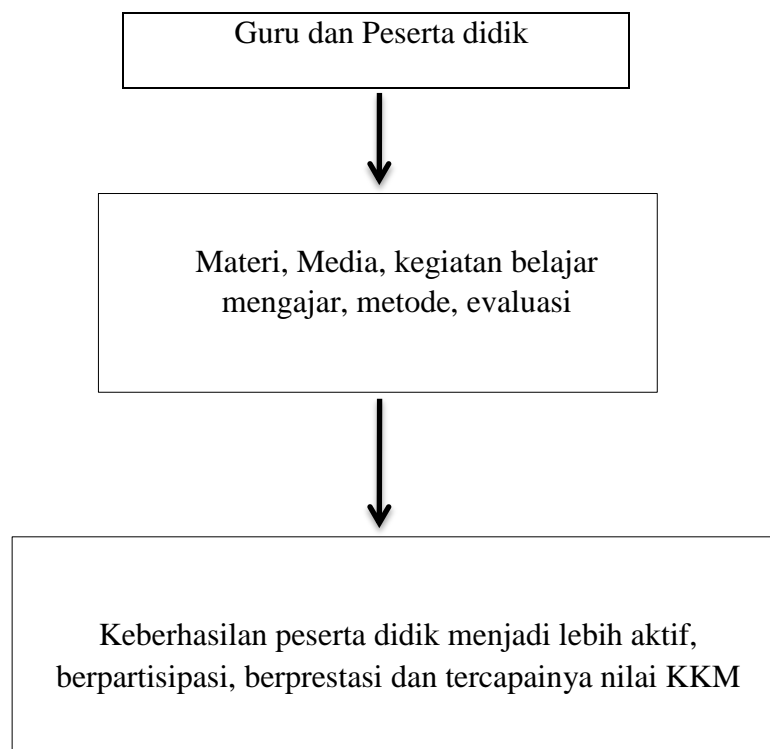 Guru dan Peserta didik
Materi, Media, kegiatan belajar
mengajar, metode, evaluasi
Keberhasilan peserta didik menjadi lebih aktif,
berpartisipasi, berprestasi dan tercapainya nilai KKM